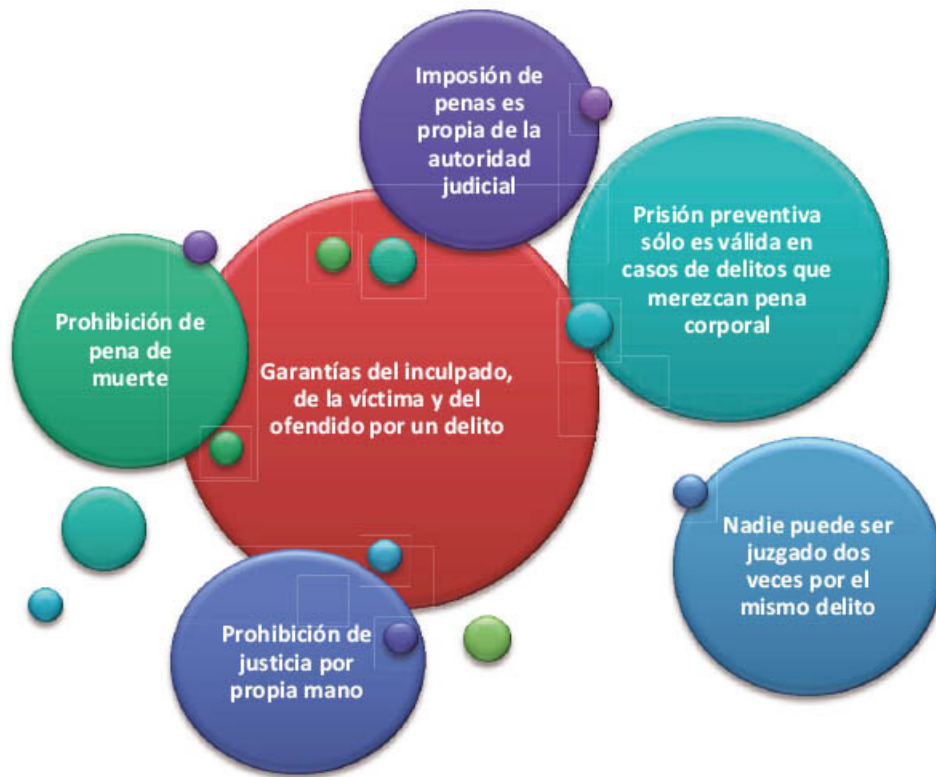 Imposión de
penas es
propia de la
autoridad
judicial
Prisión preventiva
sólo es válida en
casos de delitos que
merezcan pena
corporal
Prohibición de
pena de
muerte
Garantías del inculpado,
de la víctima y del
ofendido por un delito
Nadie puede ser
juzgado dos
veces por el
mismo delito
Prohibición de
justicia por
propia mano